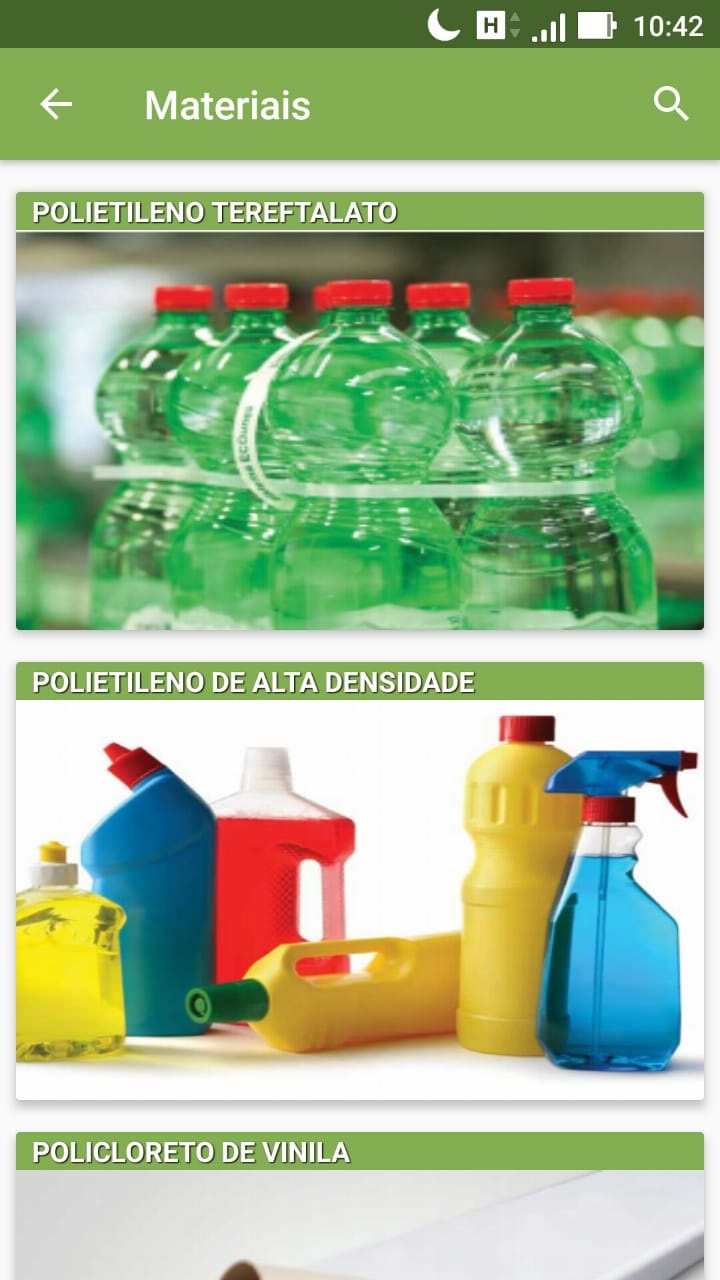 H
10:42
Materiais
POLIETILENO TEREFTALATO
POLIETILENO DE ALTA DENSIDADE
POLICLORETO DE VINILA